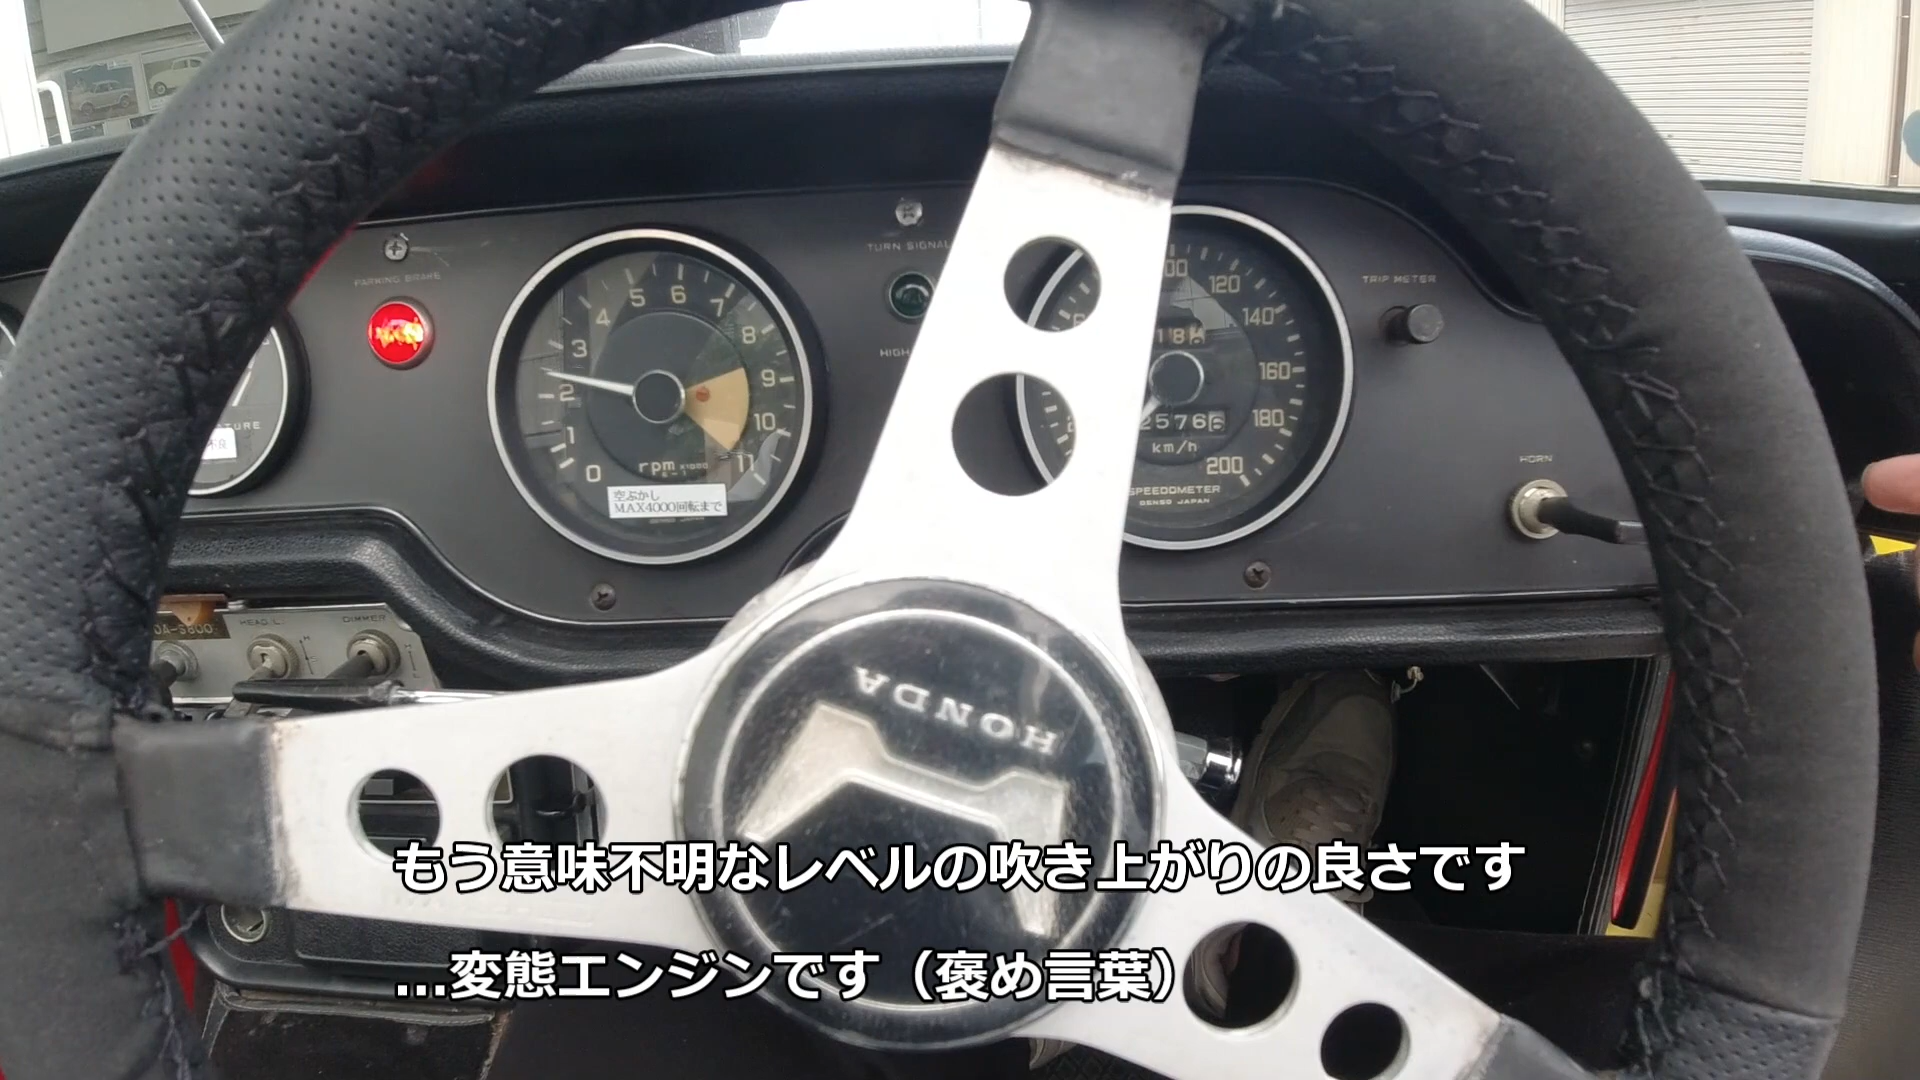 TURN SIGNAL
PARKING BRAKE
TRIP METER
HIGH
0 1 2 3 4 5 6 7 8 9 10 11
rpm x1000
空ぶかし
MAX4000回転まで
120
140
160
180
200
km/h
SPEEDOMETER
DENSO JAPAN
HORN
HEAD
DIMMER
HONDA
もう意味不明なレベルの吹き上がりの良さです
...変態エンジンです（褒め言葉）